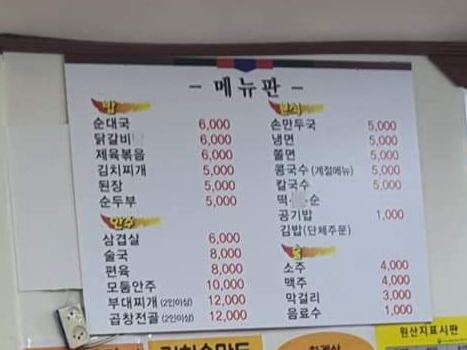 - 메뉴판 -
밥
순대국 6,000
닭갈비 6,000
제육볶음 6,000
김치찌개 5,000
된장 5,000
순두부 5,000
안주
삼겹살 6,000
술국 8,000
편육 8,000
모둠안주 10,000
부대찌개 (2인이상) 12,000
곱창전골 (2인이상) 12,000
분식
손만두국 5,000
냉면 5,000
쫄면 5,000
콩국수 (계절메뉴) 5,000
칼국수 5,000
떡 순
공기밥 1,000
김밥 (단체주문)
술
소주 4,000
맥주 4,000
막걸리 3,000
음료수 1,000
원산지표시판